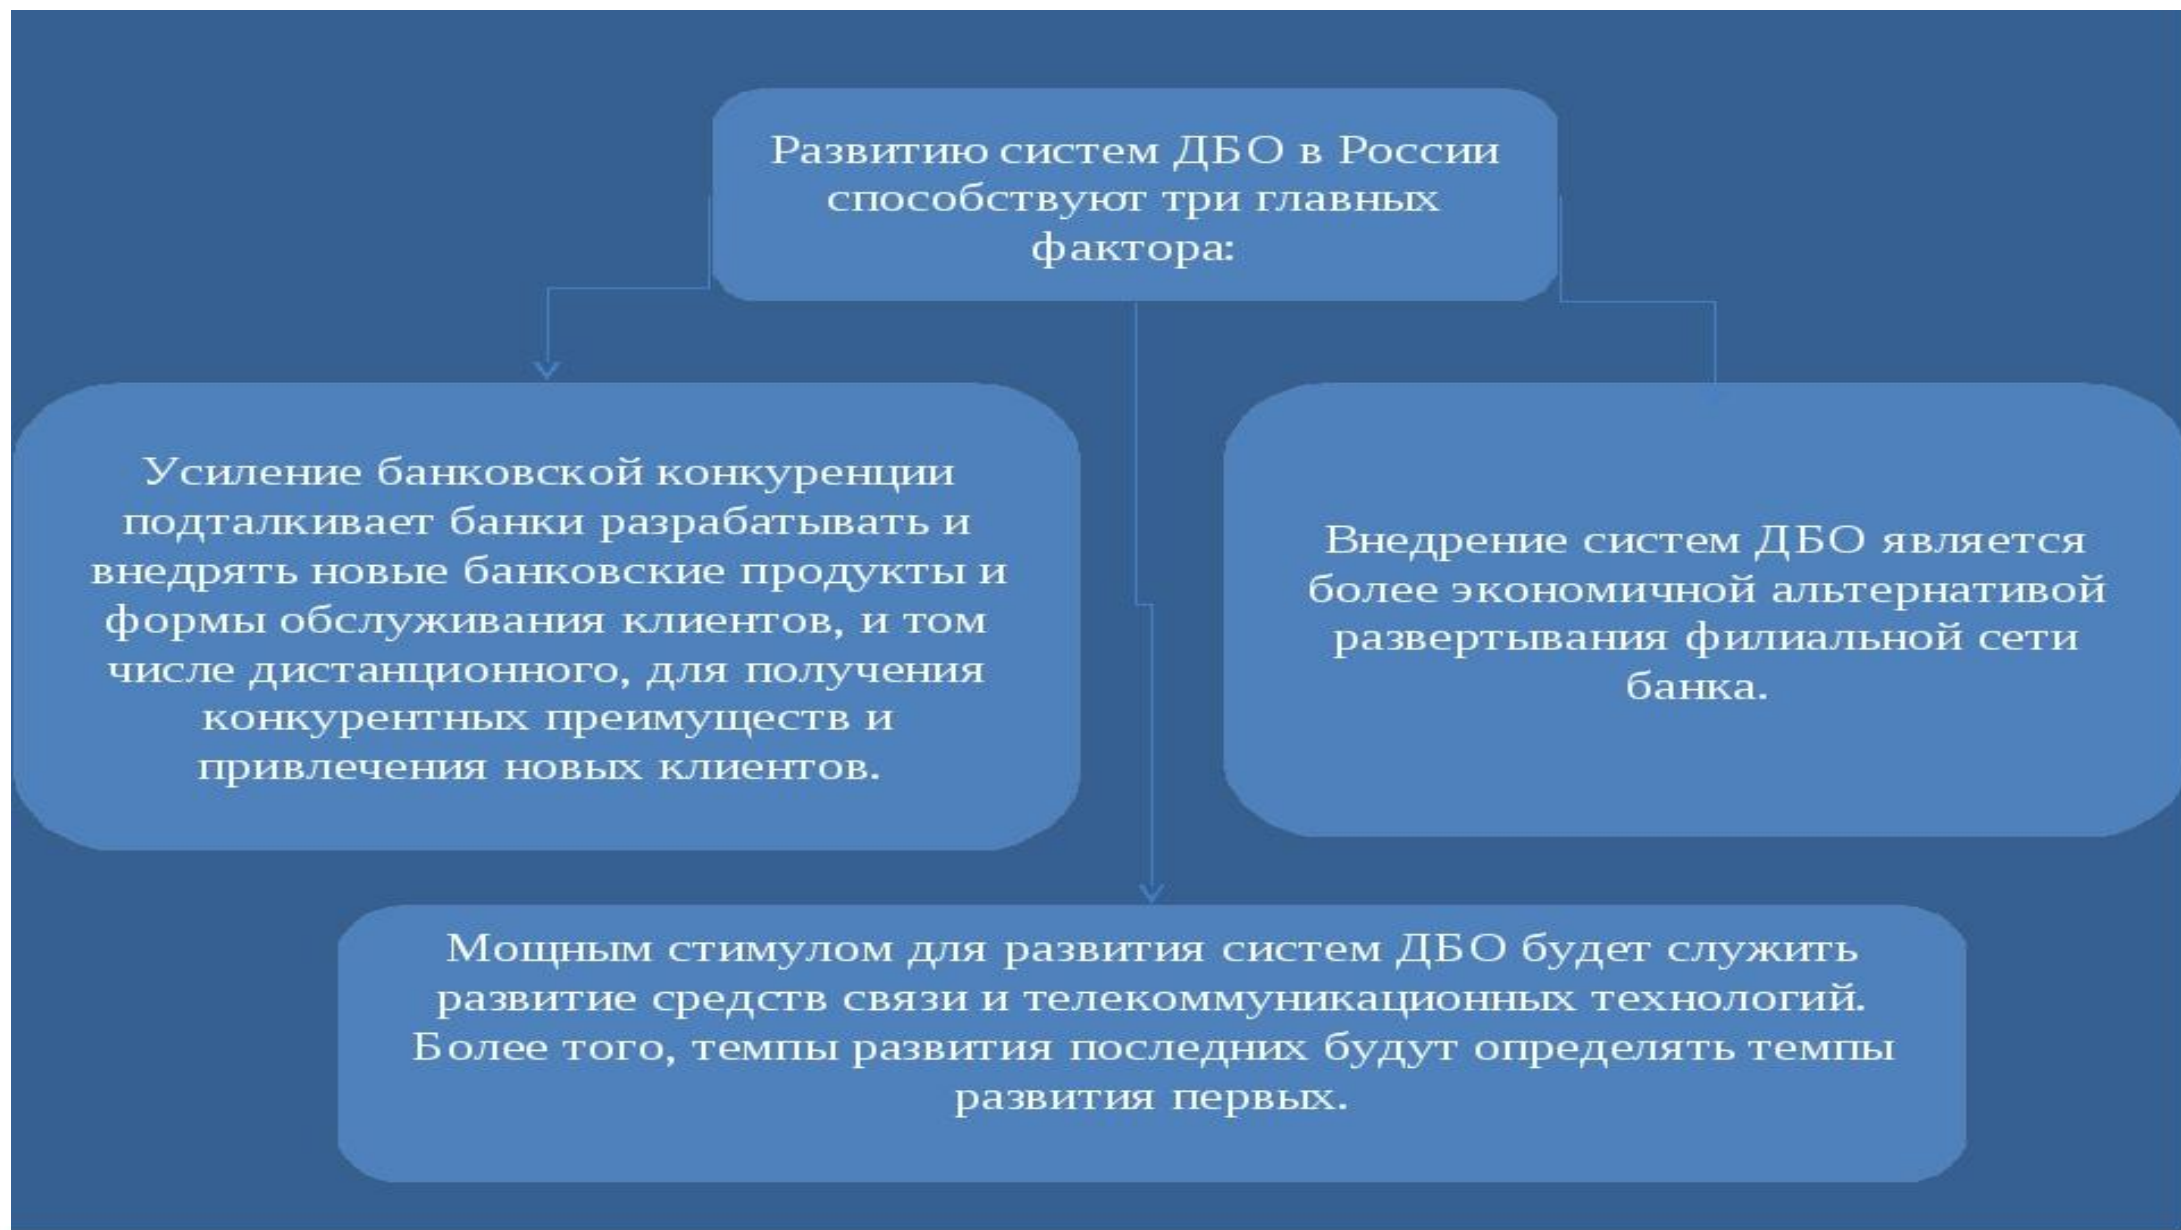 Развитию систем ДБО в России
способствуют три главных
фактора:
Усиление банковской конкуренции
подталкивает банки разрабатывать и
внедрять новые банковские продукты и
формы обслуживания клиентов, и том
числе дистанционного, для получения
конкурентных преимуществ и
привлечения новых клиентов.
Внедрение систем ДБО является
более экономичной альтернативой
развертывания филиальной сети
банка.
Мощным стимулом для развития систем ДБО будет служить
развитие средств связи и телекоммуникационных технологий.
Более того, темпы развития последних будут определять темпы
развития первых.